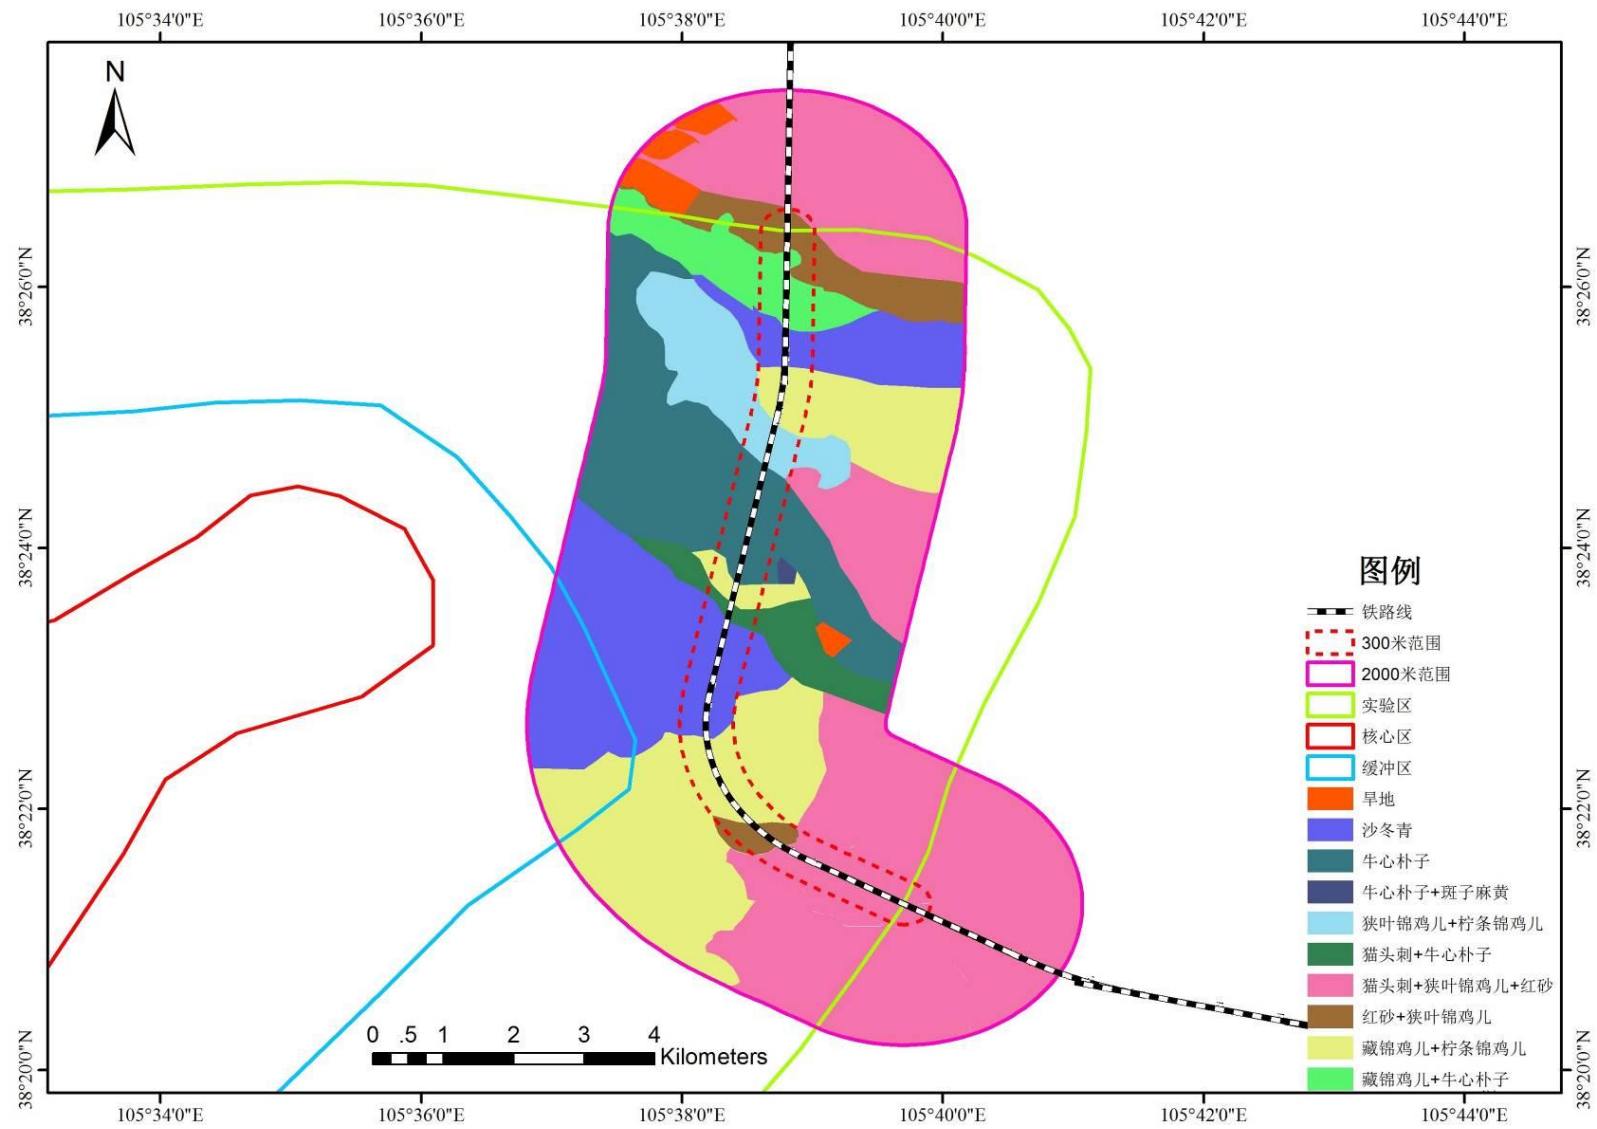 105°34'0"E 105°36'0"E 105°38'0"E 105°40'0"E 105°42'0"E 105°44'0"E
N
38°26'0"N 38°26'0"N
38°24'0"N 38°24'0"N
图例
铁路线
300米范围
2000米范围
实验区
核心区
缓冲区
旱地
沙冬青
牛心朴子
牛心朴子+斑子麻黄
狭叶锦鸡儿+柠条锦鸡儿
猫头刺+牛心朴子
猫头刺+狭叶锦鸡儿+红砂
红砂+狭叶锦鸡儿
藏锦鸡儿+柠条锦鸡儿
藏锦鸡儿+牛心朴子
38°22'0"N 38°22'0"N
0 .5 1 2 3 4
Kilometers
38°20'0"N 38°20'0"N
105°34'0"E 105°36'0"E 105°38'0"E 105°40'0"E 105°42'0"E 105°44'0"E